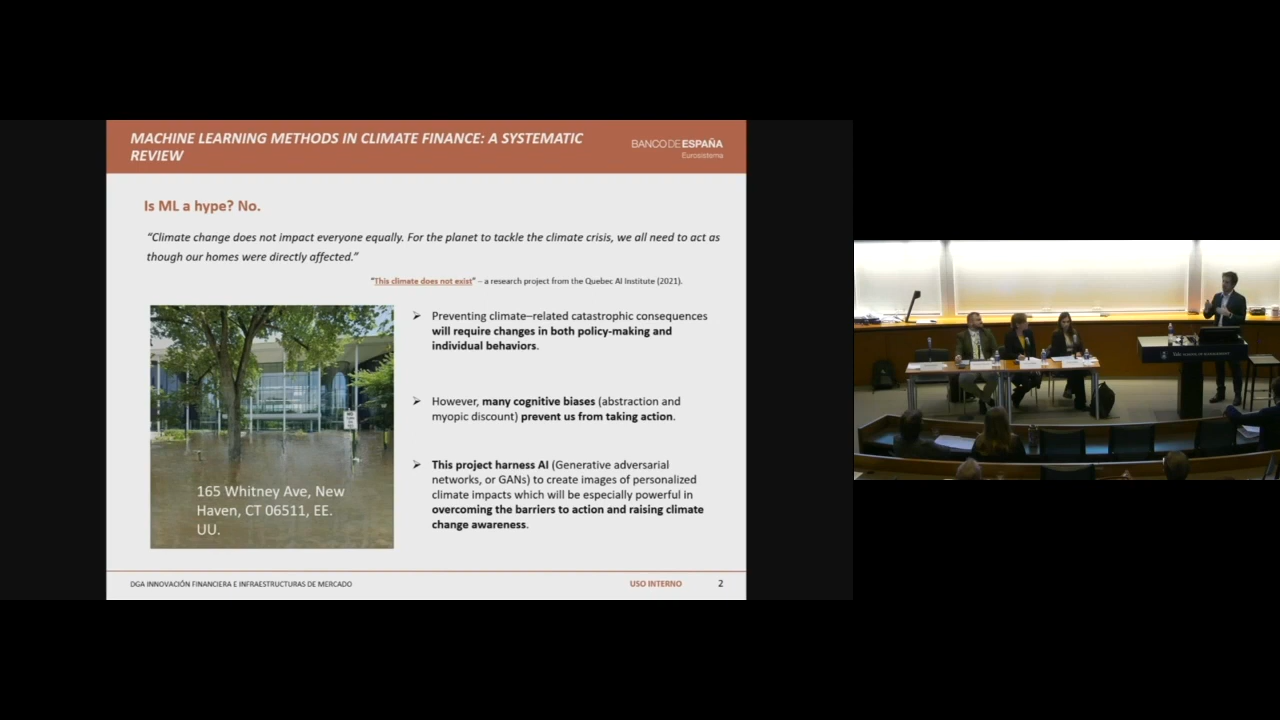 MACHINE LEARNING METHODS IN CLIMATE FINANCE: A SYSTEMATIC
REVIEW
BANCODEESPAÑA
Eurosistema
Is ML a hype? No.
“Climate change does not impact everyone equally. For the planet to tackle the climate crisis, we all need to act as
though our homes were directly affected.”
“This climate does not exist” – a research project from the Quebec AI Institute (2021).
➢ Preventing climate–related catastrophic consequences
will require changes in both policy-making and
individual behaviors.
➢ However, many cognitive biases (abstraction and
myopic discount) prevent us from taking action.
➢ This project harness AI (Generative adversarial
networks, or GANs) to create images of personalized
climate impacts which will be especially powerful in
overcoming the barriers to action and raising climate
change awareness.
165 Whitney Ave, New
Haven, CT 06511, EE.
UU.
DGA INNOVACIÓN FINANCIERA E INFRAESTRUCTURAS DE MERCADO
USO INTERNO
2
Yale SCHOOL OF MANAGEMENT